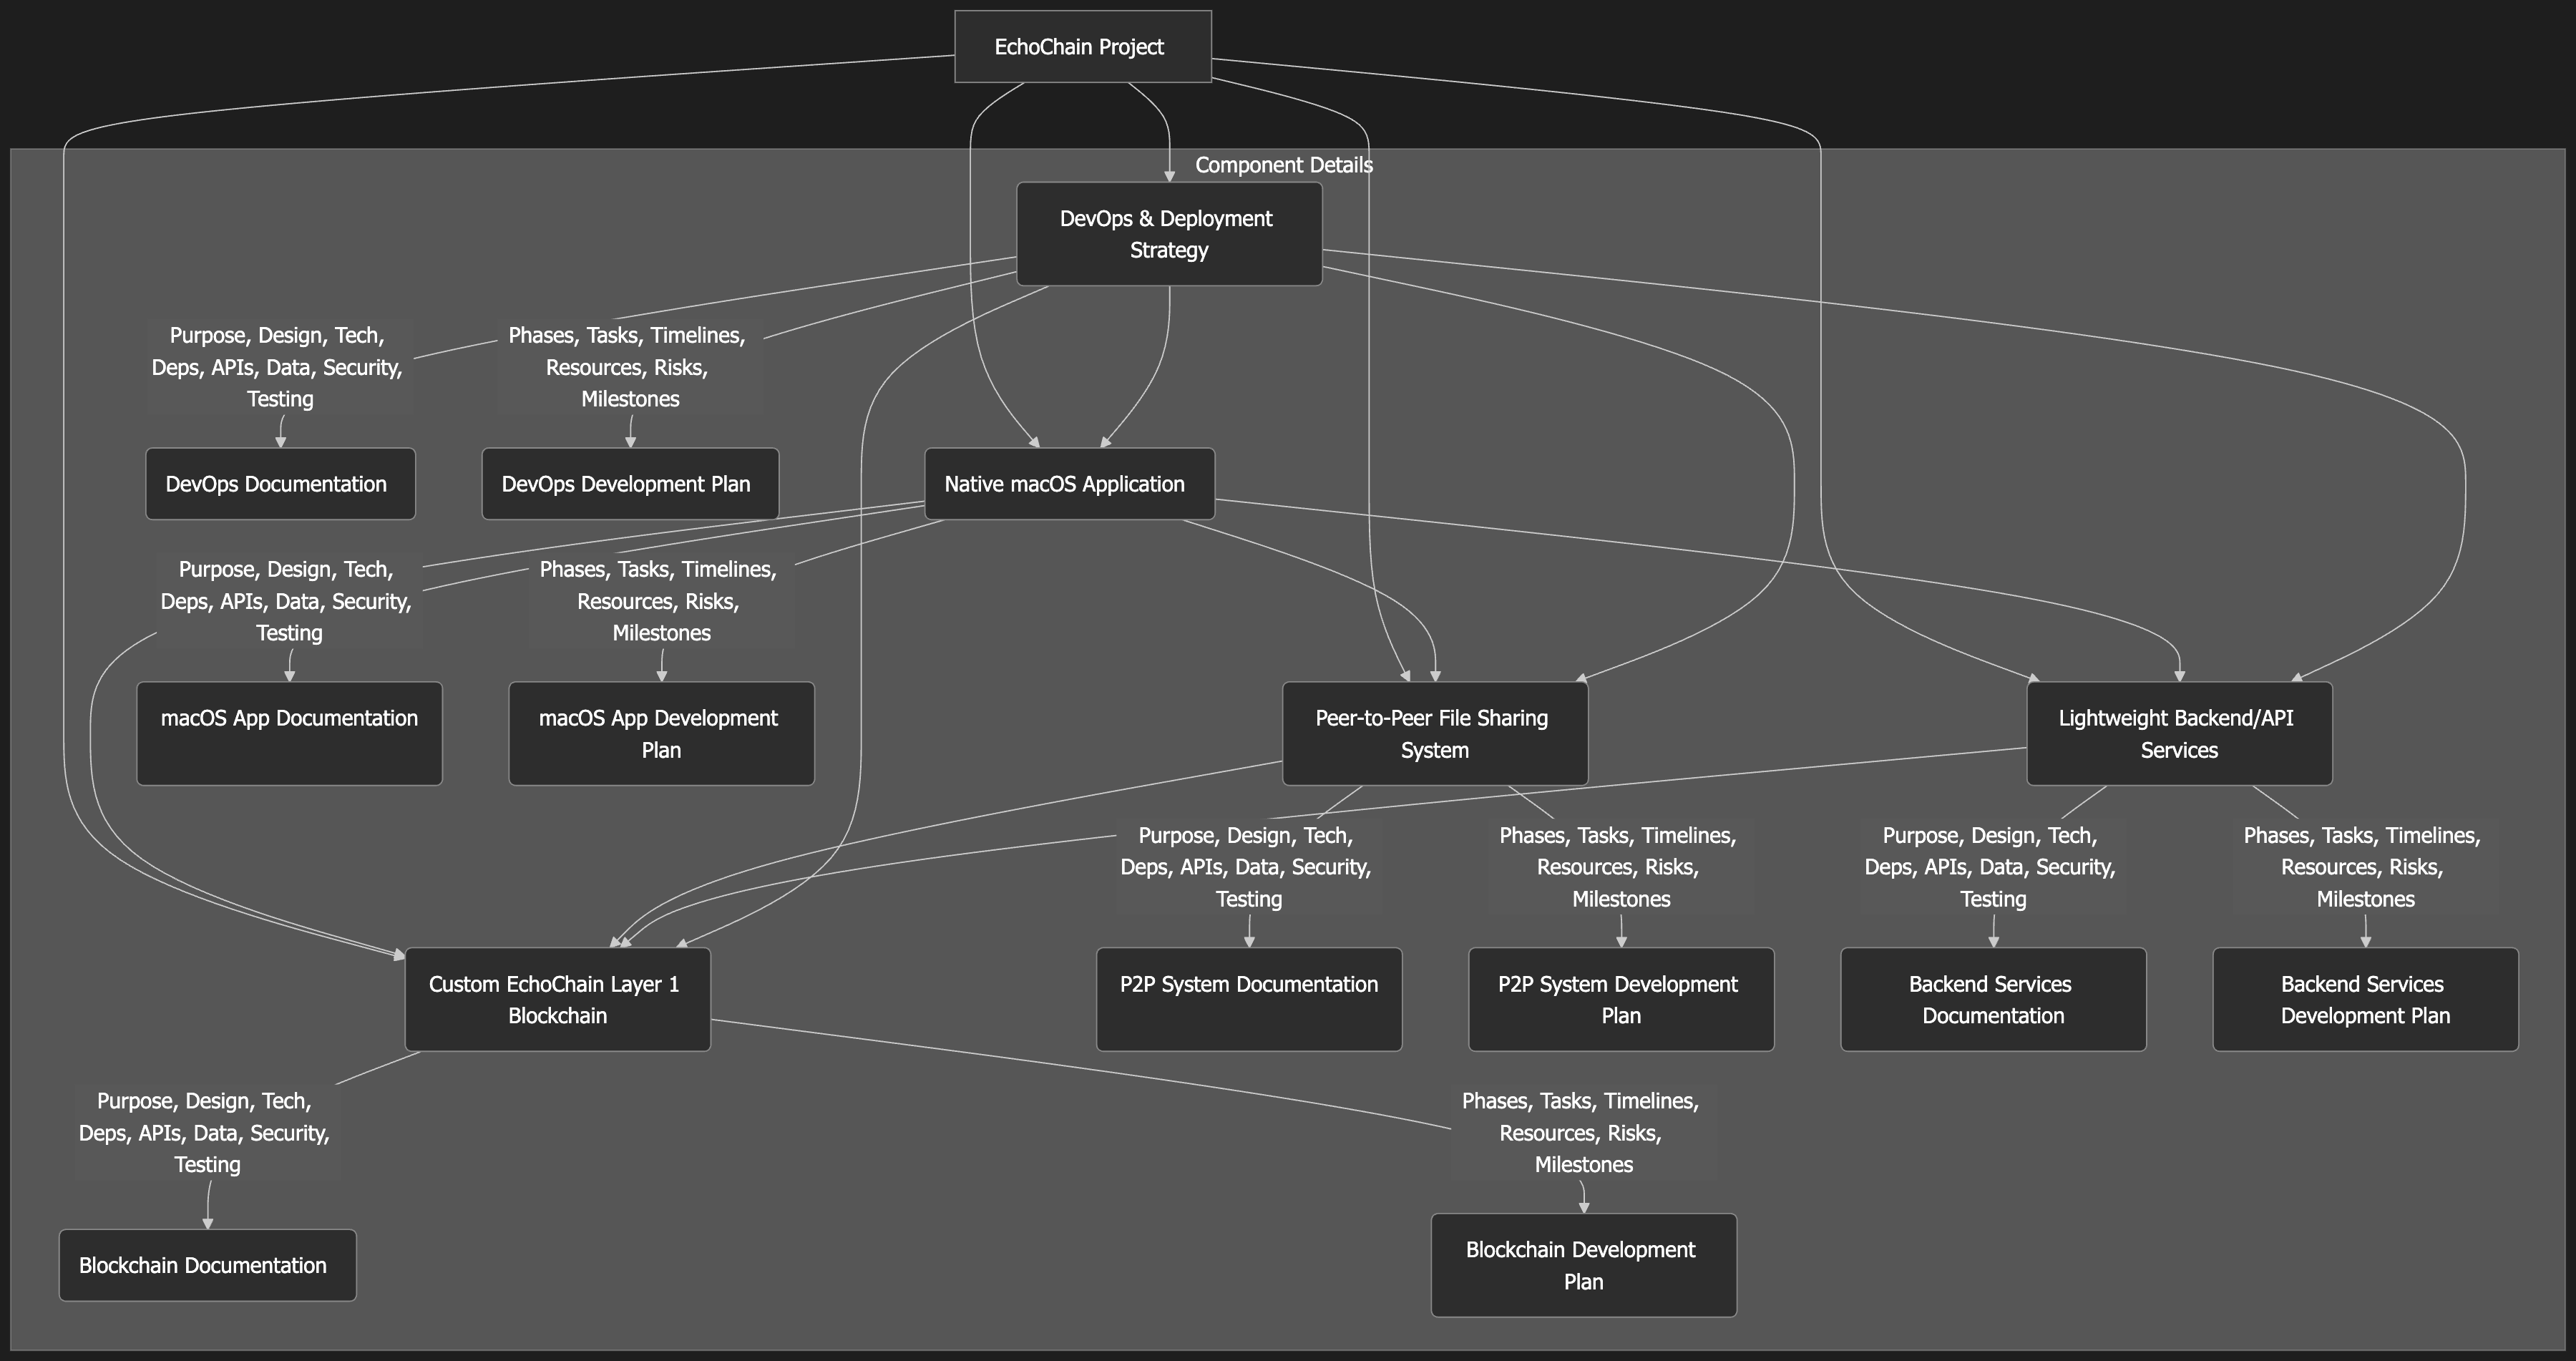 EchoChain Project
Component Details
DevOps & Deployment
Strategy
Purpose, Design, Tech,
Deps, APIs, Data, Security,
Testing
Phases, Tasks, Timelines,
Resources, Risks,
Milestones
DevOps Documentation
DevOps Development Plan
Native macOS Application
Purpose, Design, Tech,
Deps, APIs, Data, Security,
Testing
Phases, Tasks, Timelines,
Resources, Risks,
Milestones
macOS App Documentation
macOS App Development
Plan
Peer-to-Peer File Sharing
System
Lightweight Backend/API
Services
Purpose, Design, Tech,
Deps, APIs, Data, Security,
Testing
Phases, Tasks, Timelines,
Resources, Risks,
Milestones
Purpose, Design, Tech,
Deps, APIs, Data, Security,
Testing
Phases, Tasks, Timelines,
Resources, Risks,
Milestones
Custom EchoChain Layer 1
Blockchain
P2P System Documentation
P2P System Development
Plan
Backend Services
Documentation
Backend Services
Development Plan
Purpose, Design, Tech,
Deps, APIs, Data, Security,
Testing
Phases, Tasks, Timelines,
Resources, Risks,
Milestones
Blockchain Documentation
Blockchain Development
Plan